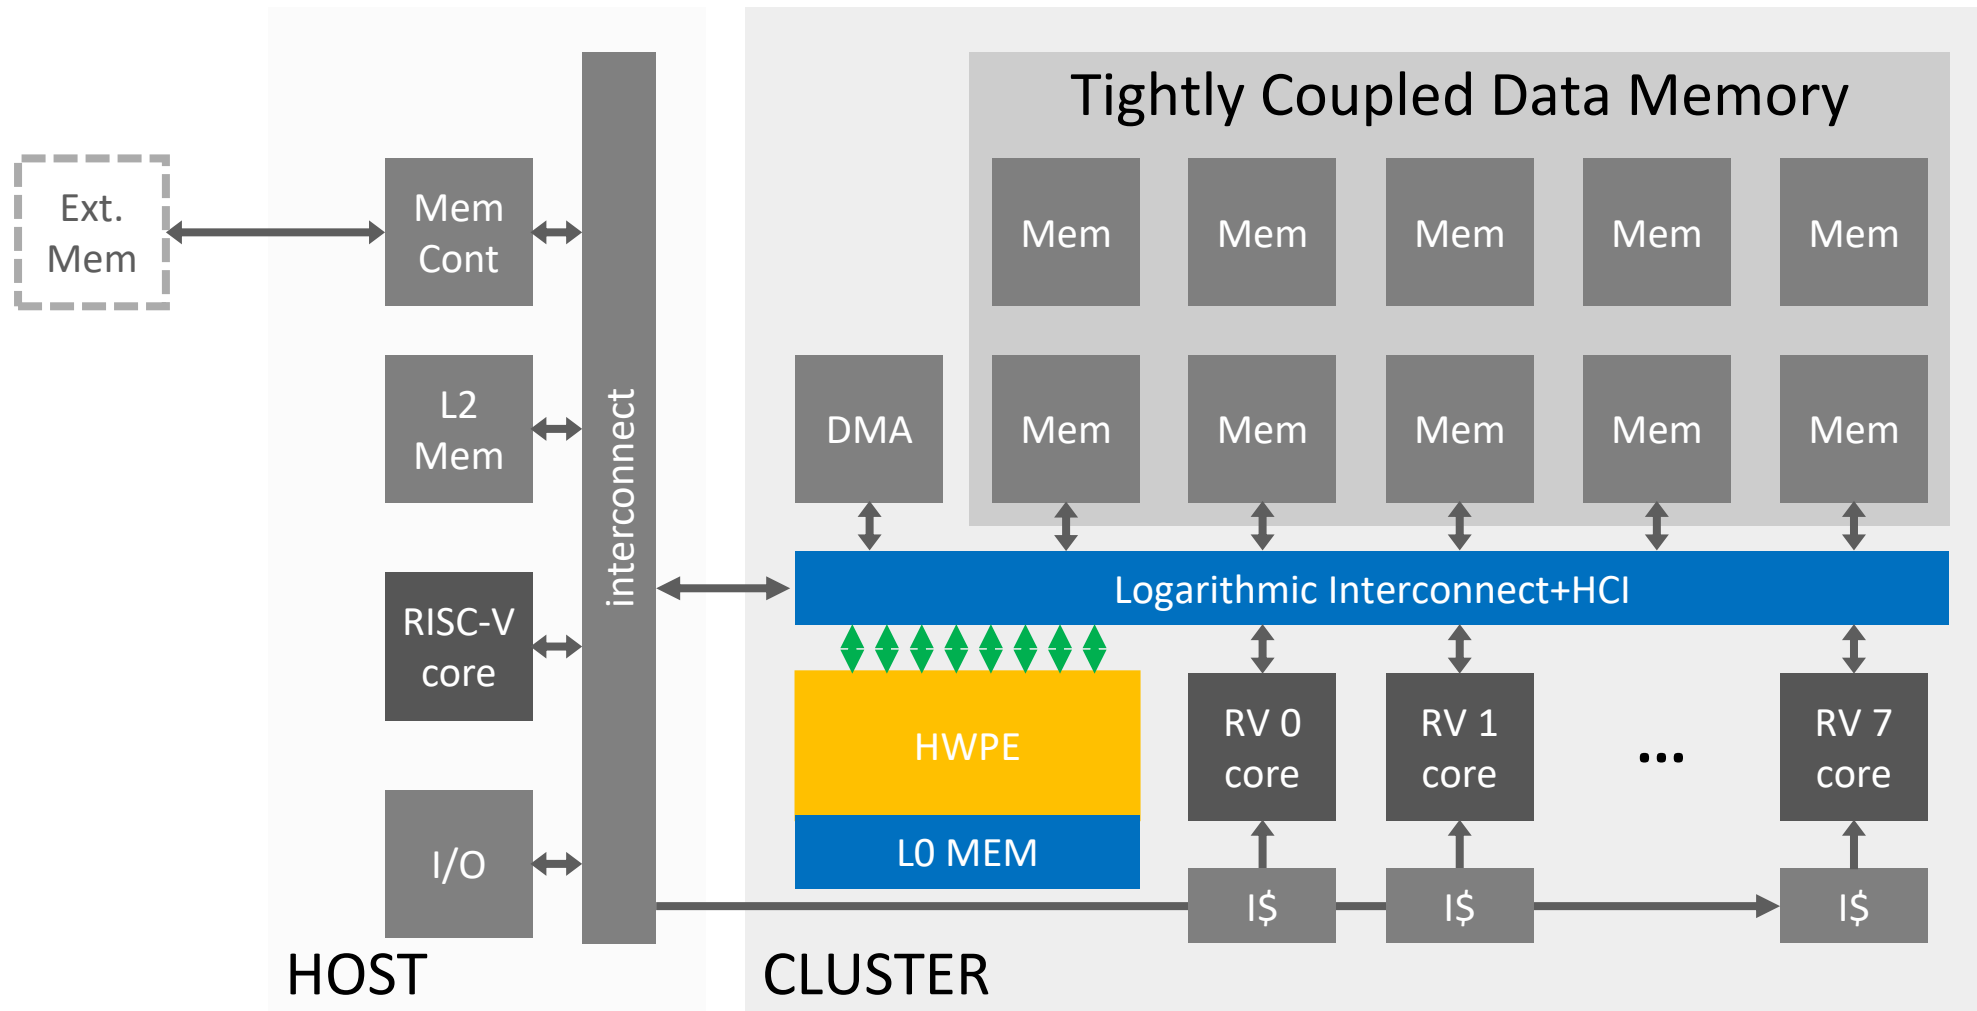 Tightly Coupled Data Memory
Ext.
Mem
Mem
Cont
Mem
Mem
Mem
Mem
Mem
L2
Mem
interconnect
DMA
Mem
Mem
Mem
Mem
Mem
Logarithmic Interconnect+HCI
RISC-V
core
HWPE
RV 0
core
RV 1
core
...
RV 7
core
L0 MEM
I/O
I$
I$
I$
HOST
CLUSTER